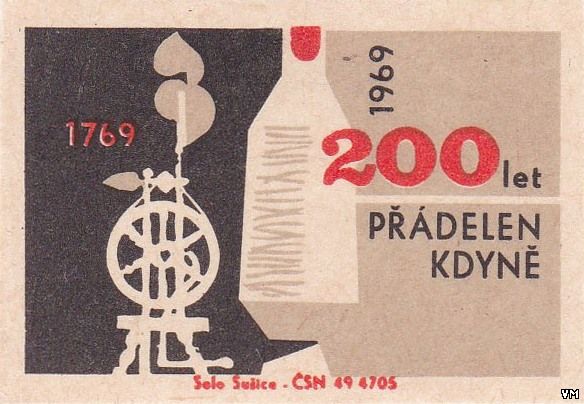 1769
1969
200 let
PŘÁDELEN
KDYNĚ
Solo Sušice - ČSN 49 4705
VM